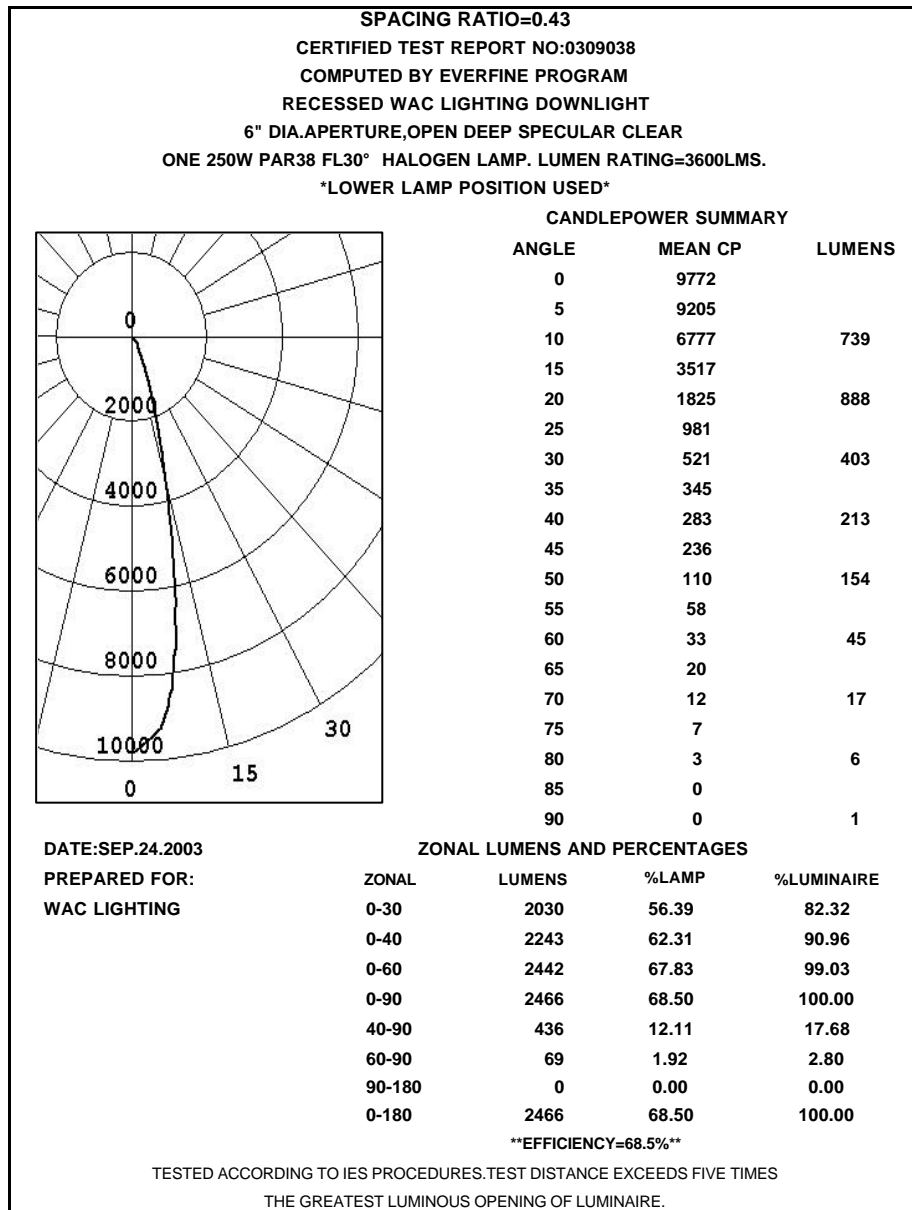 SPACING RATIO=0.43
CERTIFIED TEST REPORT NO:0309038
COMPUTED BY EVERFINE PROGRAM
RECESSED WAC LIGHTING DOWNLIGHT
6" DIA.APERTURE,OPEN DEEP SPECULAR CLEAR
ONE 250W PAR38 FL30° HALOGEN LAMP. LUMEN RATING=3600LMS.
*LOWER LAMP POSITION USED*
0
2000
4000
6000
8000
10000
0
15
30
CANDLEPOWER SUMMARY
ANGLE MEAN CP LUMENS
0 9772
5 9205
10 6777 739
15 3517
20 1825 888
25 981
30 521 403
35 345
40 283 213
45 236
50 110 154
55 58
60 33 45
65 20
70 12 17
75 7
80 3 6
85 0
90 0 1
DATE:SEP.24.2003
PREPARED FOR:
WAC LIGHTING
ZONAL LUMENS AND PERCENTAGES
ZONAL LUMENS %LAMP %LUMINAIRE
0-30 2030 56.39 82.32
0-40 2243 62.31 90.96
0-60 2442 67.83 99.03
0-90 2466 68.50 100.00
40-90 436 12.11 17.68
60-90 69 1.92 2.80
90-180 0 0.00 0.00
0-180 2466 68.50 100.00
**EFFICIENCY=68.5%**
TESTED ACCORDING TO IES PROCEDURES.TEST DISTANCE EXCEEDS FIVE TIMES
THE GREATEST LUMINOUS OPENING OF LUMINAIRE.